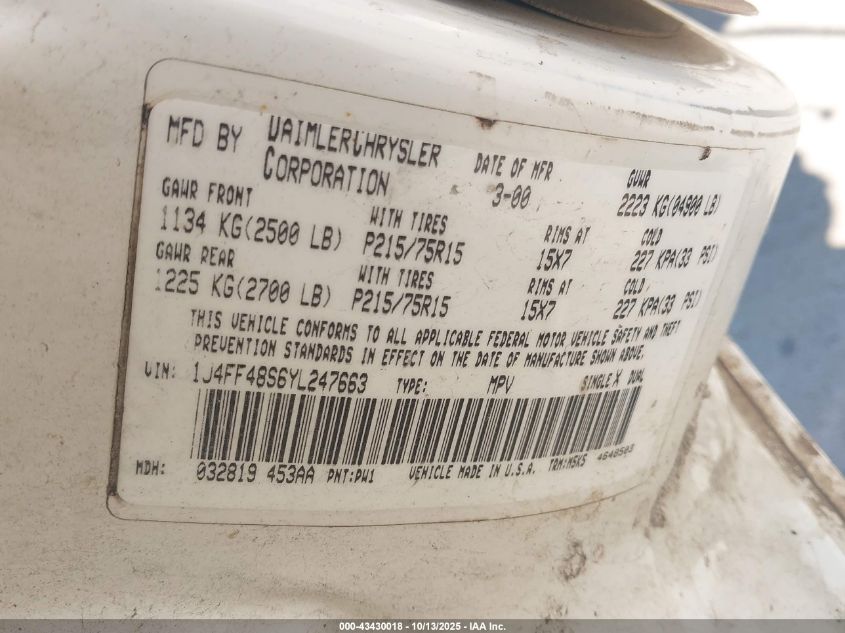 MFD BY DAIMLERCHRYSLER CORPORATION DATE OF MFR 3-00 GVWR 2223 KG(04900 LB)
GAWR FRONT WITH TIRES RIMS AT COLD
1134 KG(2500 LB) P215/75R15 15X7 227 KPA(33 PSI)
GAWR REAR WITH TIRES RIMS AT COLD
1225 KG(2700 LB) P215/75R15 15X7 227 KPA(33 PSI)
THIS VEHICLE CONFORMS TO ALL APPLICABLE FEDERAL MOTOR VEHICLE SAFETY AND THEFT
PREVENTION STANDARDS IN EFFECT ON THE DATE OF MANUFACTURE SHOWN ABOVE.
VIN: 1J4FF48S6YL247663 TYPE: MPV SINGLE X DUAL
MDH: 032819 453AA PNT:PW1 VEHICLE MADE IN U.S.A. TRM:M5K5 4648503
000-43430018 - 10/13/2025 - IAA Inc.